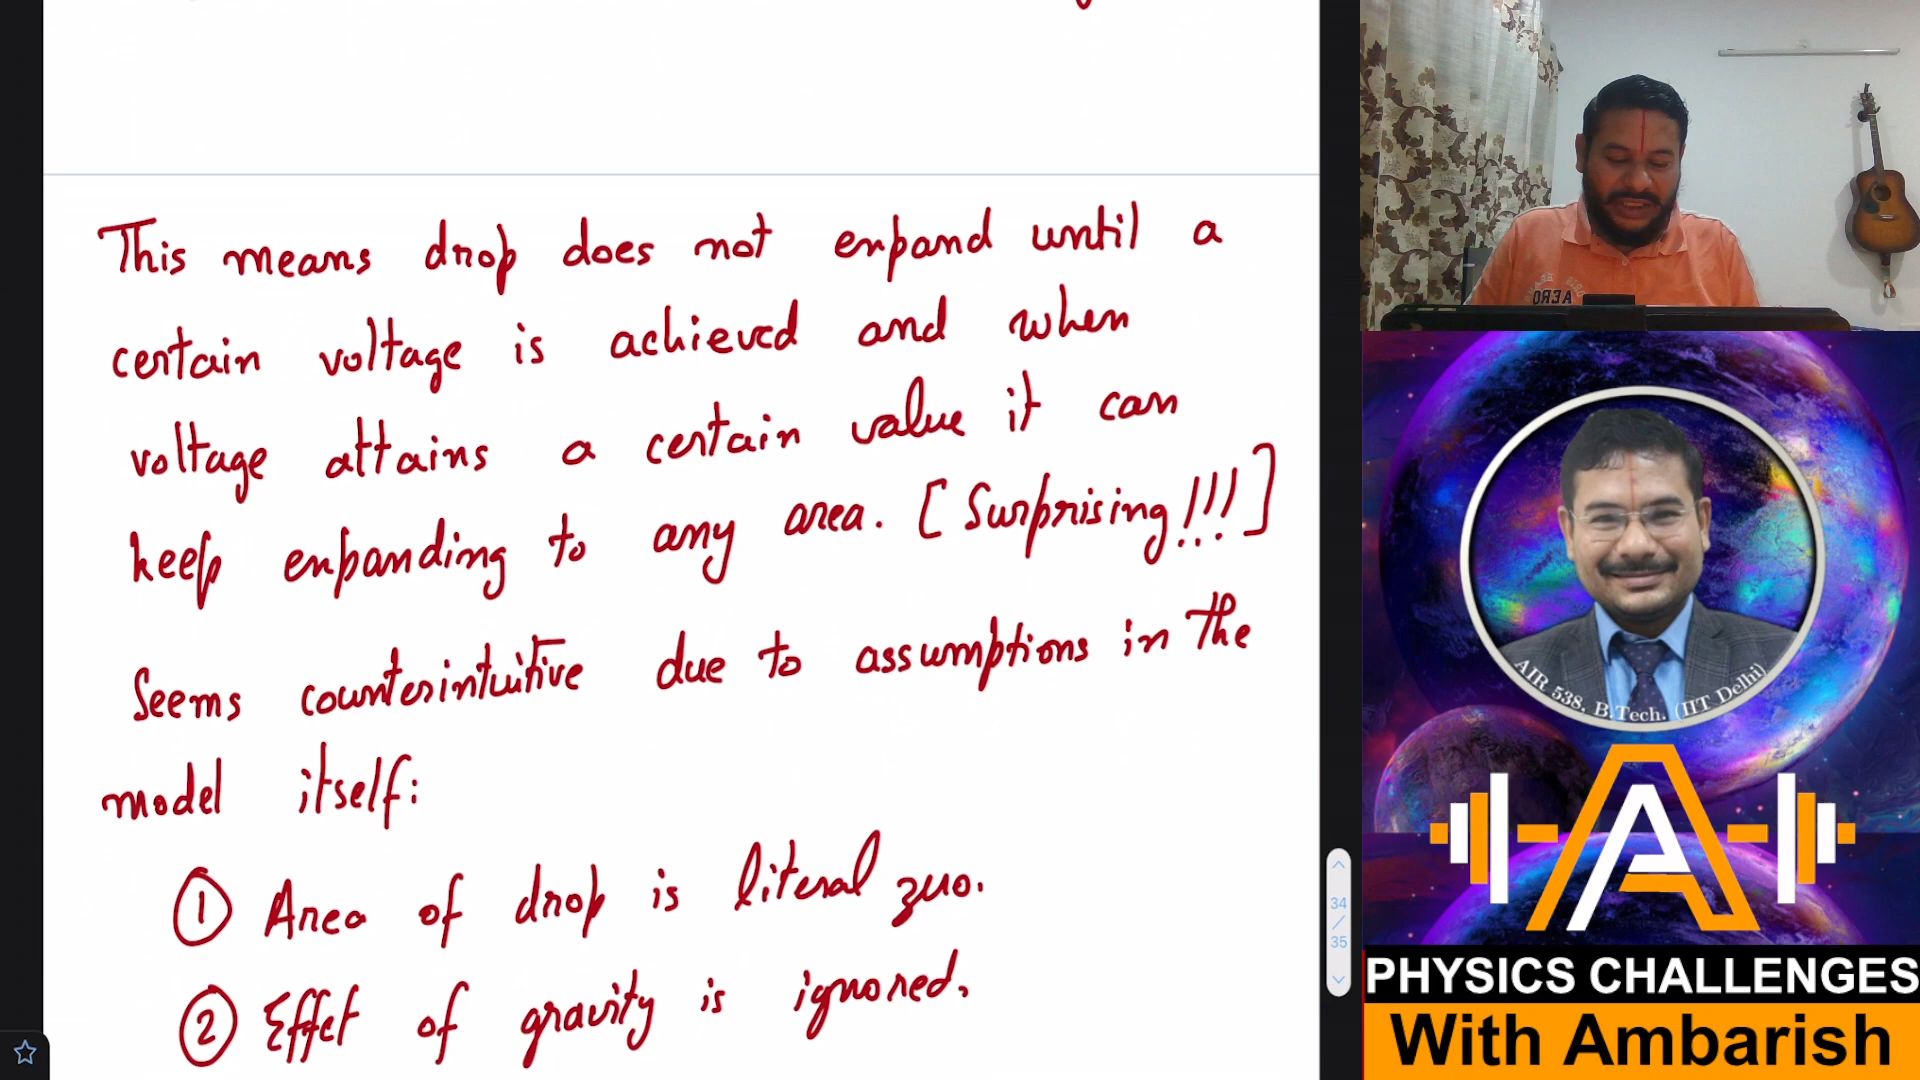 This means drop does not expand until a
certain voltage is achieved and when
voltage attains a certain value it can
keep expanding to any area. [Surprising!!!]
Seems counterintuitive due to assumptions in the
model itself:
① Area of drop is literal zero.
② Effect of gravity is ignored.
34
/
35
AERO
AIR 538, B.Tech. (IIT Delhi)
A
PHYSICS CHALLENGES
With Ambarish